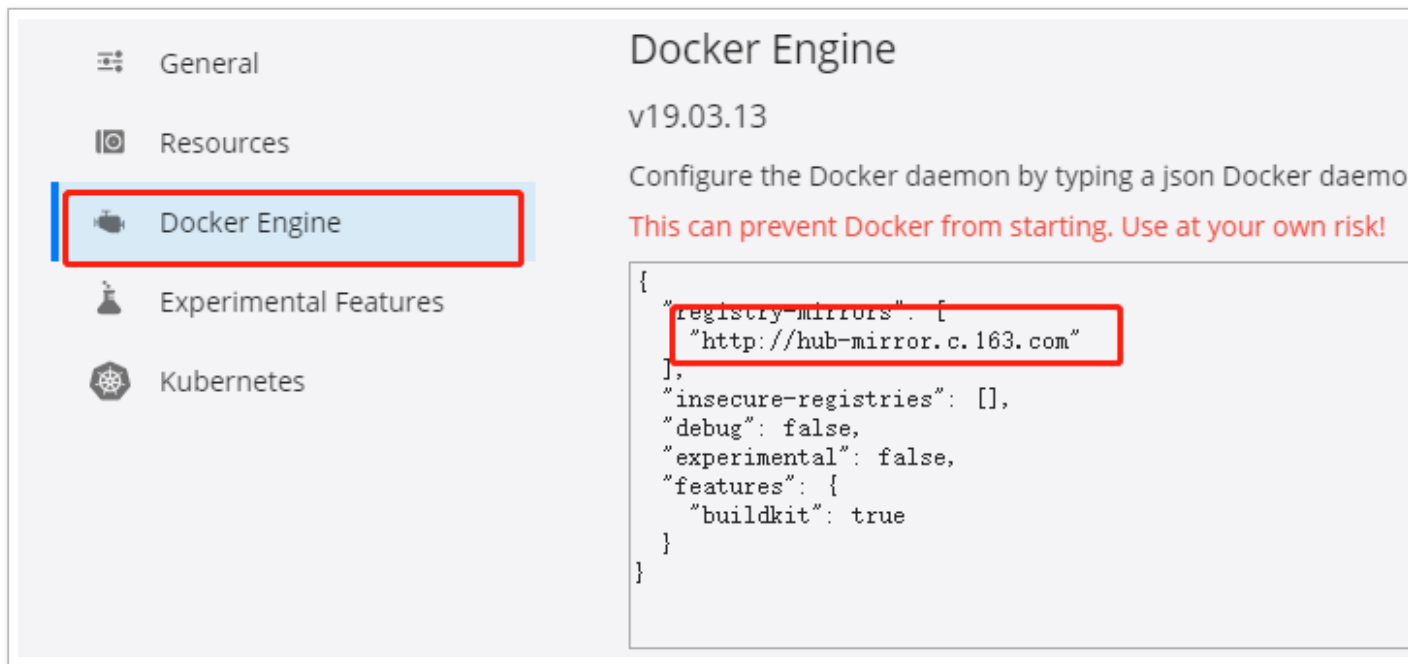 General
Resources
Docker Engine
Experimental Features
Kubernetes
Docker Engine
v19.03.13
Configure the Docker daemon by typing a json Docker daemo
This can prevent Docker from starting. Use at your own risk!
{
  "registry-mirrors": [
    "http://hub-mirror.c.163.com"
  ],
  "insecure-registries": [],
  "debug": false,
  "experimental": false,
  "features": {
    "buildkit": true
  }
}